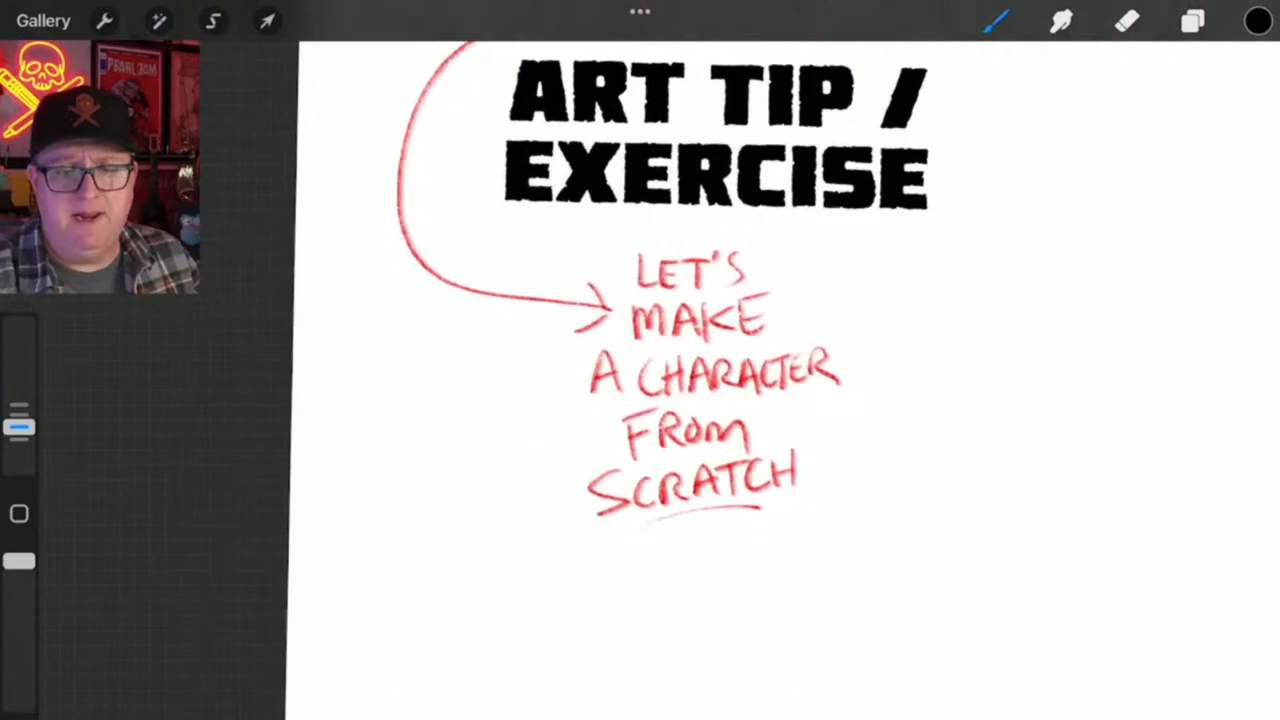 Gallery
PEARL JAM
ART TIP /
EXERCISE
LET'S
MAKE
A CHARACTER
FROM
SCRATCH